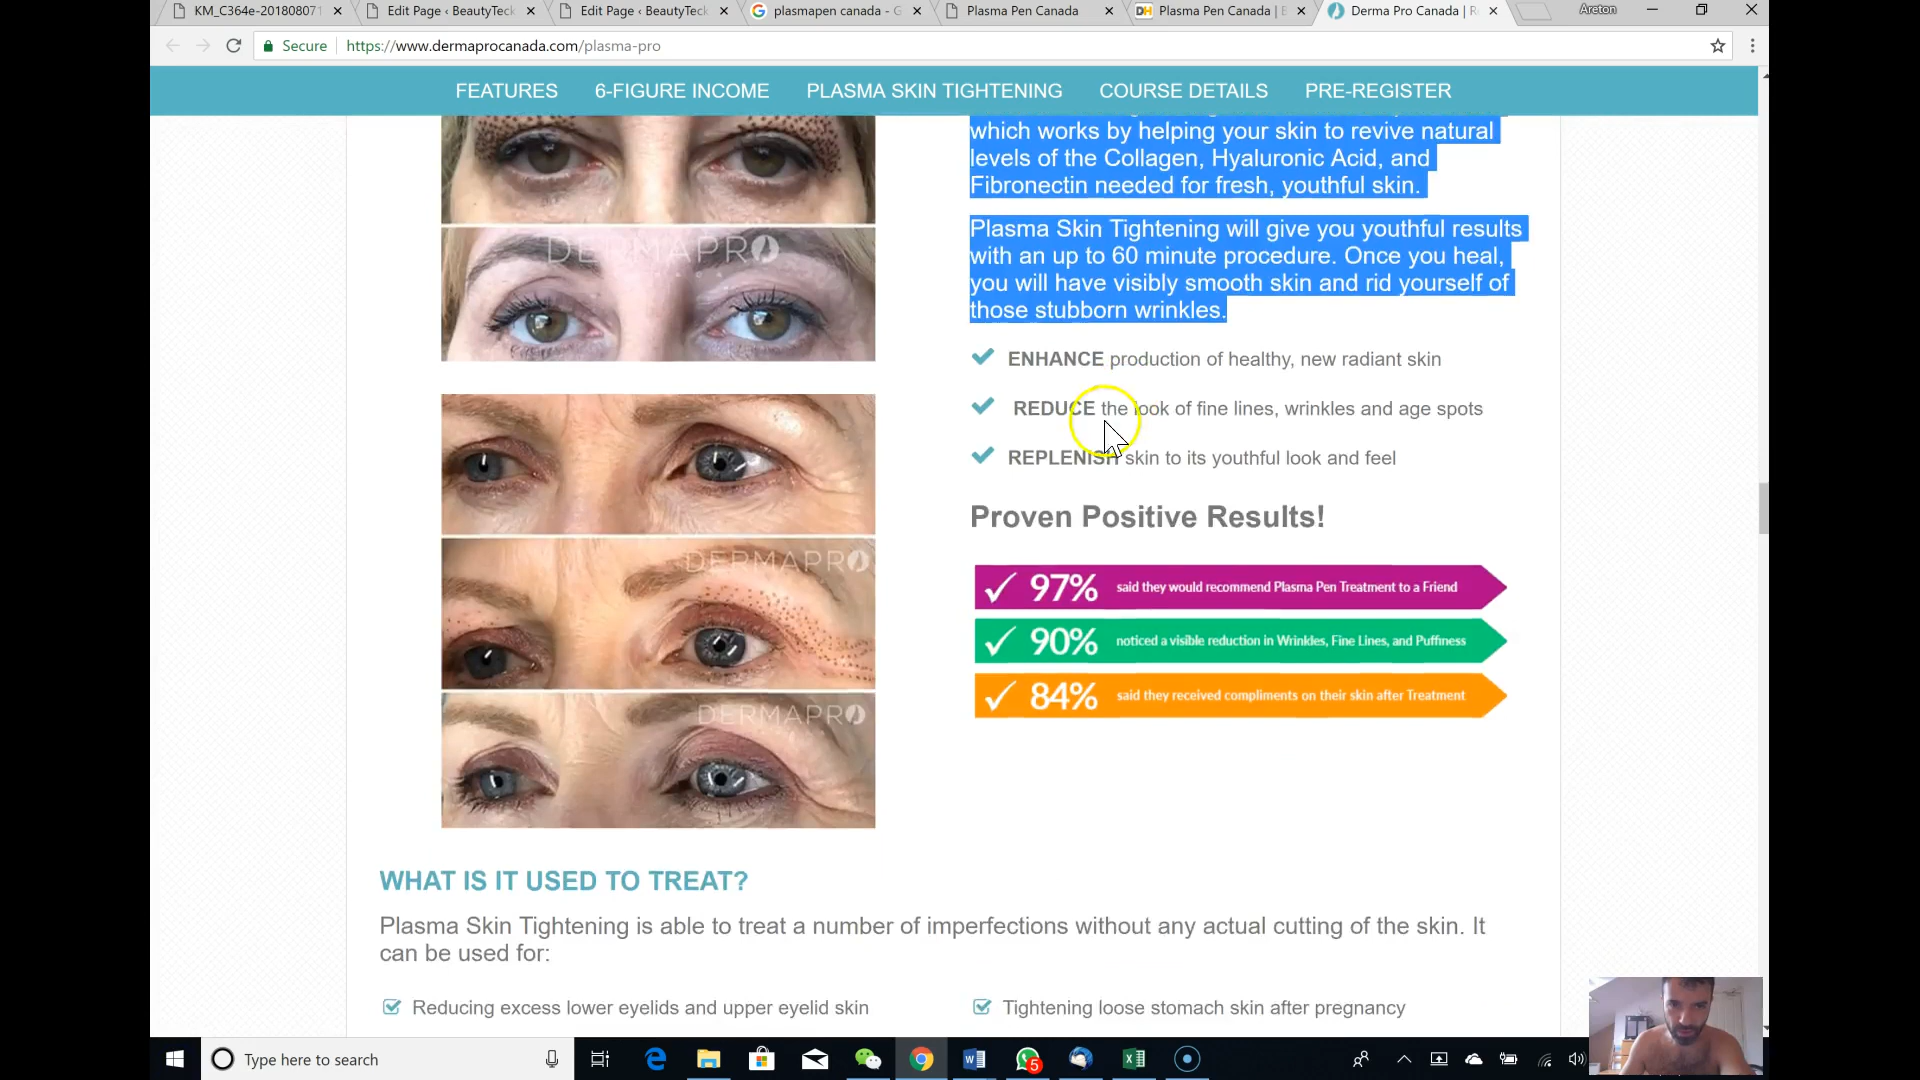 KM_C364e-201808071
Edit Page ‹ BeautyTeck
Edit Page ‹ BeautyTeck
plasmapen canada - G
Plasma Pen Canada
DH Plasma Pen Canada | B
Derma Pro Canada | R
Areton
Secure
https://www.dermaprocanada.com/plasma-pro
FEATURES
6-FIGURE INCOME
PLASMA SKIN TIGHTENING
COURSE DETAILS
PRE-REGISTER
which works by helping your skin to revive natural
levels of the Collagen, Hyaluronic Acid, and
Fibronectin needed for fresh, youthful skin.
Plasma Skin Tightening will give you youthful results
with an up to 60 minute procedure. Once you heal,
you will have visibly smooth skin and rid yourself of
those stubborn wrinkles.
ENHANCE production of healthy, new radiant skin
REDUCE the look of fine lines, wrinkles and age spots
REPLENISH skin to its youthful look and feel
Proven Positive Results!
97% said they would recommend Plasma Pen Treatment to a Friend
90% noticed a visible reduction in Wrinkles, Fine Lines, and Puffiness
84% said they received compliments on their skin after Treatment
DERMAPRO
DERMAPRO
DERMAPRO
WHAT IS IT USED TO TREAT?
Plasma Skin Tightening is able to treat a number of imperfections without any actual cutting of the skin. It
can be used for:
Reducing excess lower eyelids and upper eyelid skin
Tightening loose stomach skin after pregnancy
Type here to search
5